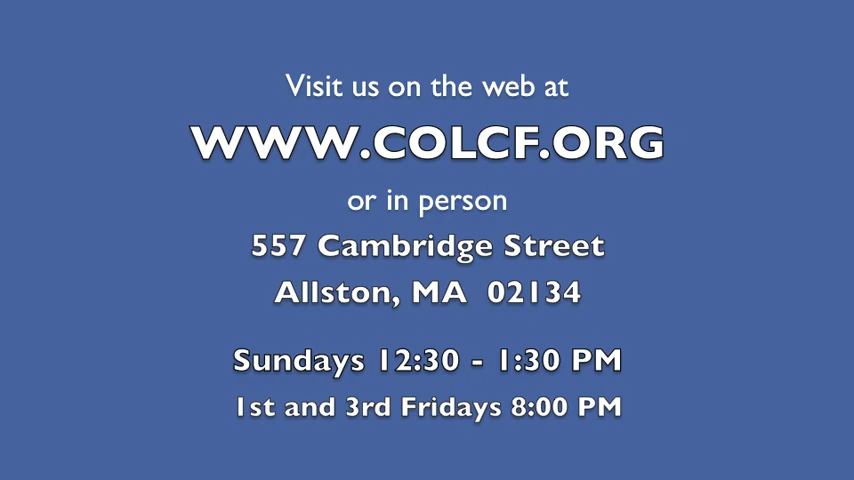 Visit us on the web at
WWW.COLCF.ORG
or in person
557 Cambridge Street
Allston, MA  02134
Sundays 12:30 - 1:30 PM
1st and 3rd Fridays 8:00 PM